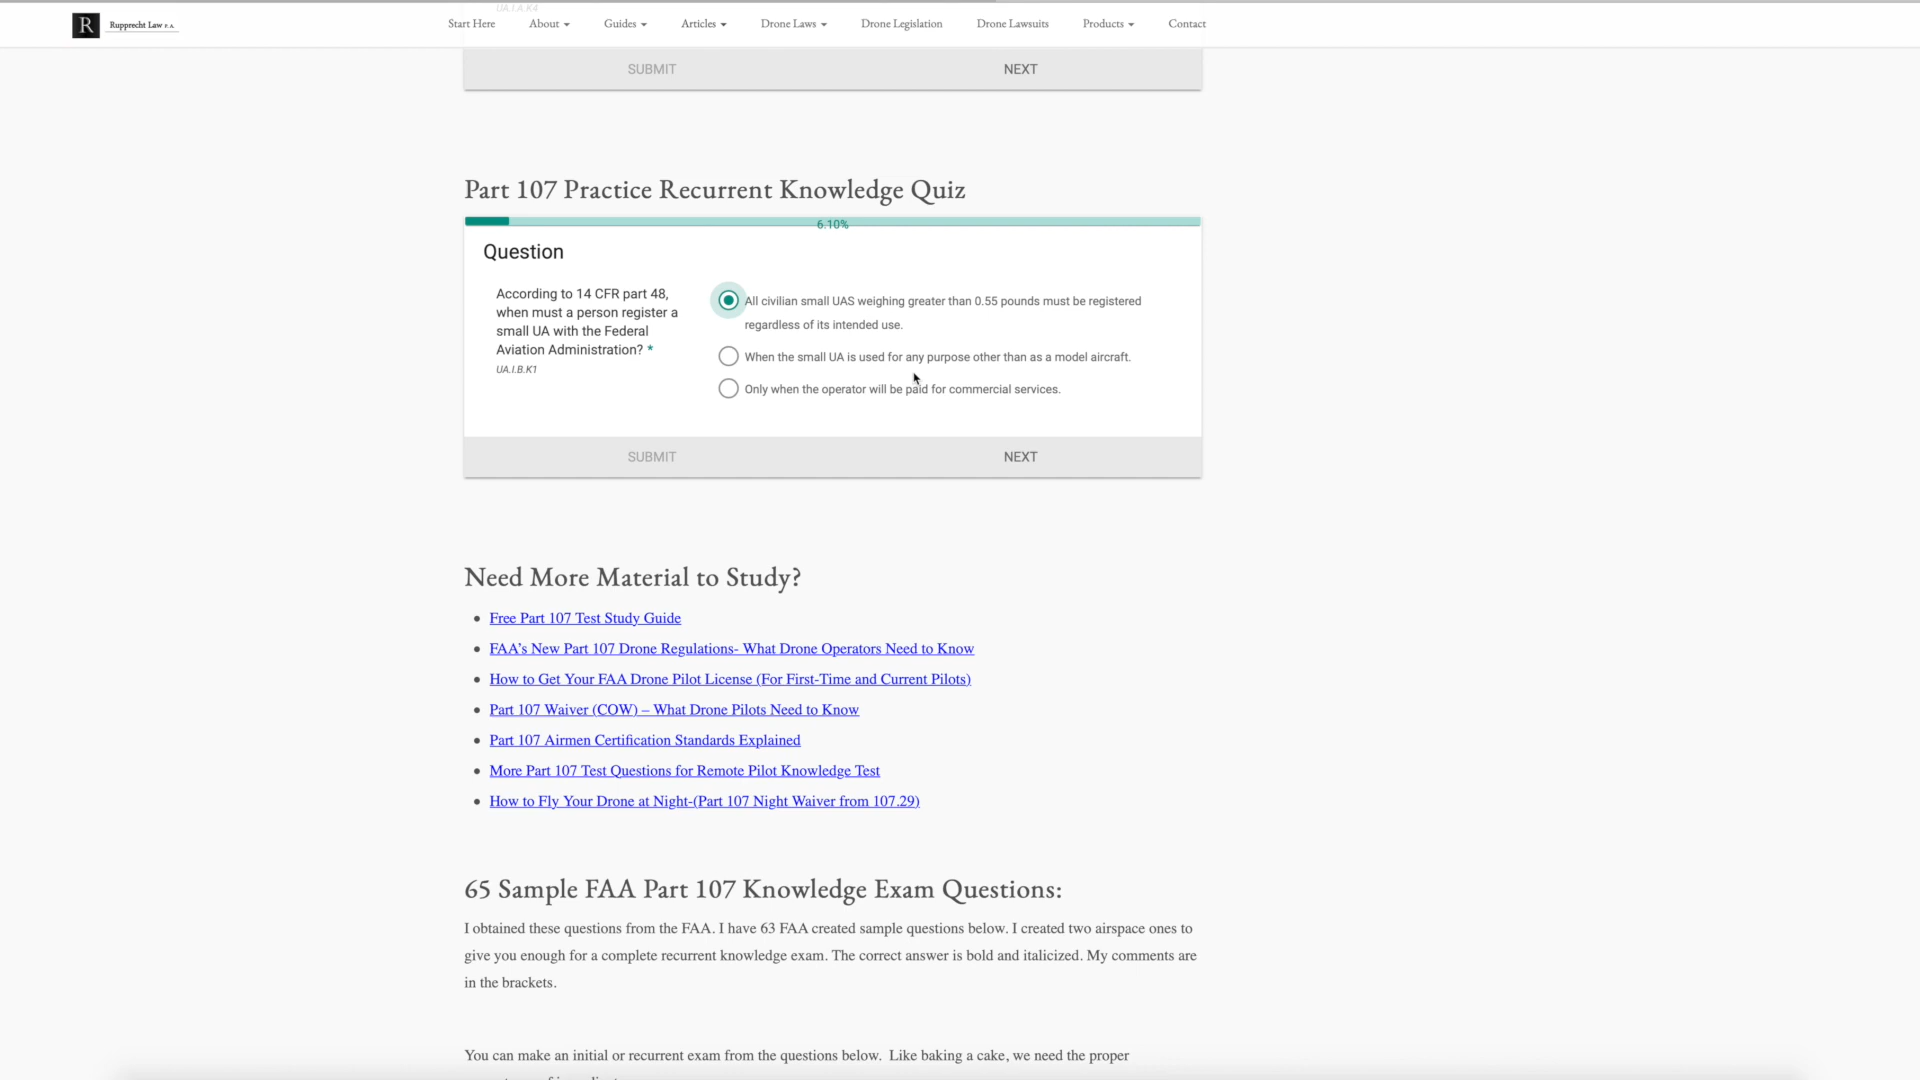 UA.I.A.K4
R
Rupprecht Law P.A.
Start Here
About
Guides
Articles
Drone Laws
Drone Legislation
Drone Lawsuits
Products
Contact
SUBMIT
NEXT
Part 107 Practice Recurrent Knowledge Quiz
6.10%
Question
According to 14 CFR part 48,
when must a person register a
small UA with the Federal
Aviation Administration? *
UA.I.B.K1
All civilian small UAS weighing greater than 0.55 pounds must be registered
regardless of its intended use.
When the small UA is used for any purpose other than as a model aircraft.
Only when the operator will be paid for commercial services.
SUBMIT
NEXT
Need More Material to Study?
Free Part 107 Test Study Guide
FAA’s New Part 107 Drone Regulations- What Drone Operators Need to Know
How to Get Your FAA Drone Pilot License (For First-Time and Current Pilots)
Part 107 Waiver (COW) – What Drone Pilots Need to Know
Part 107 Airmen Certification Standards Explained
More Part 107 Test Questions for Remote Pilot Knowledge Test
How to Fly Your Drone at Night-(Part 107 Night Waiver from 107.29)
65 Sample FAA Part 107 Knowledge Exam Questions:
I obtained these questions from the FAA. I have 63 FAA created sample questions below. I created two airspace ones to
give you enough for a complete recurrent knowledge exam. The correct answer is bold and italicized. My comments are
in the brackets.
You can make an initial or recurrent exam from the questions below. Like baking a cake, we need the proper